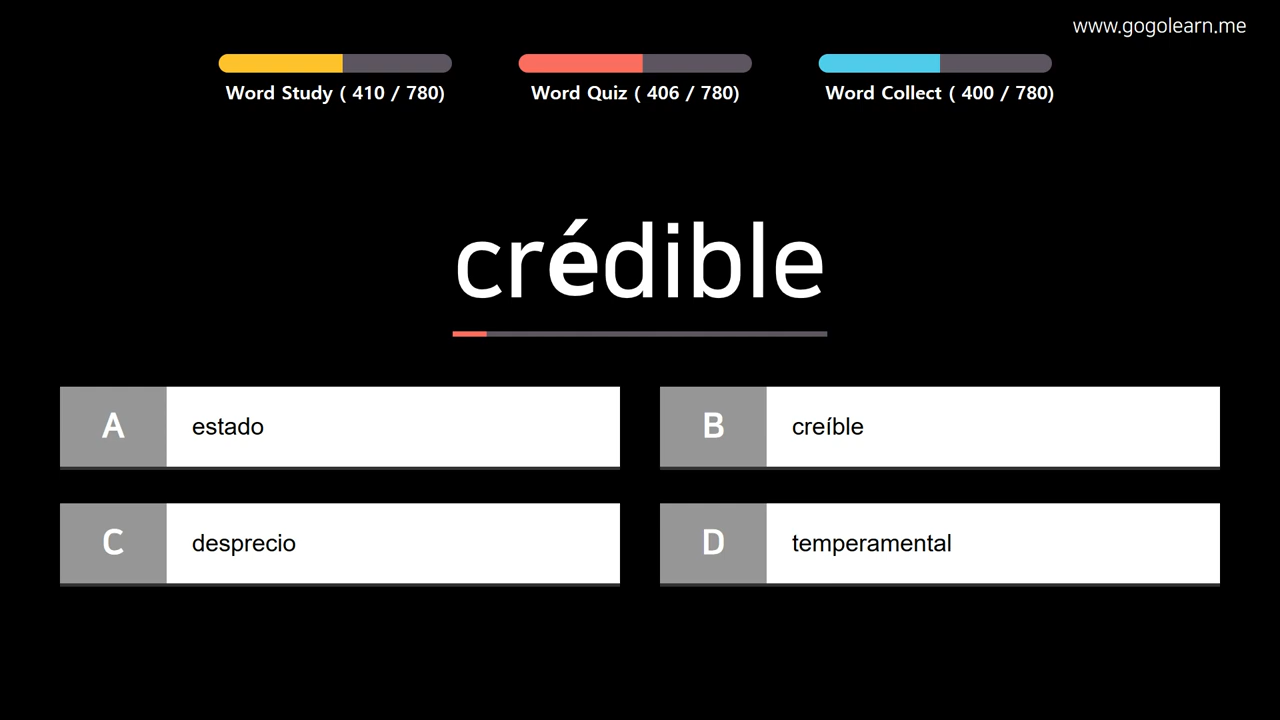 www.gogolearn.me
Word Study ( 410 / 780)
Word Quiz ( 406 / 780)
Word Collect ( 400 / 780)
crédible
A estado
B creíble
C desprecio
D temperamental